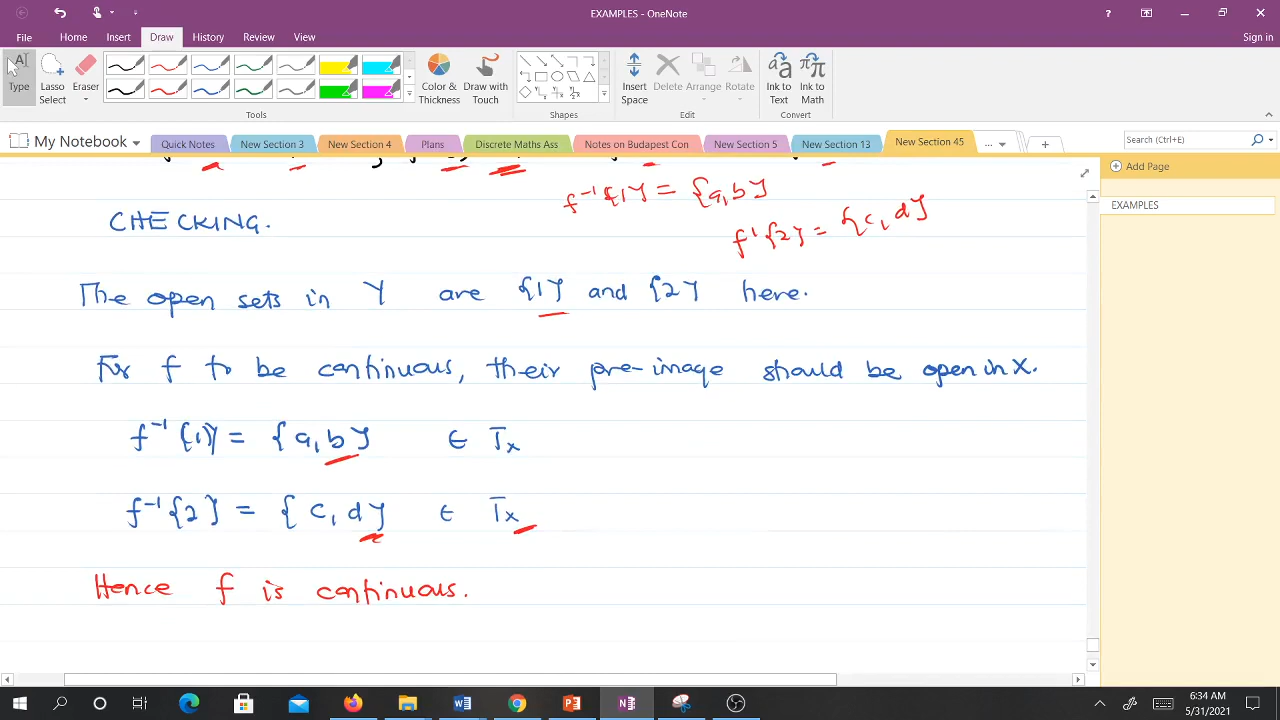 EXAMPLES - OneNote
Sign in
File Home Insert Draw History Review View
Type Lasso Select Eraser Color & Thickness Draw with Touch Insert Space Delete Arrange Rotate Ink to Text Ink to Math
Tools Shapes Edit Convert
My Notebook Quick Notes New Section 3 New Section 4 Plans Discrete Maths Ass Notes on Budapest Con New Section 5 New Section 13 New Section 45 ... Search (Ctrl+E)
Add Page
EXAMPLES
f⁻¹{1} = {a, b}
CHECKING.
f⁻¹{2} = {c, d}
The open sets in Y are {1} and {2} here.
For f to be continuous, their pre-image should be open in X.
f⁻¹{1} = {a, b} ∈ Tx
f⁻¹{2} = {c, d} ∈ Tx
Hence f is continuous.
6:34 AM
5/31/2021